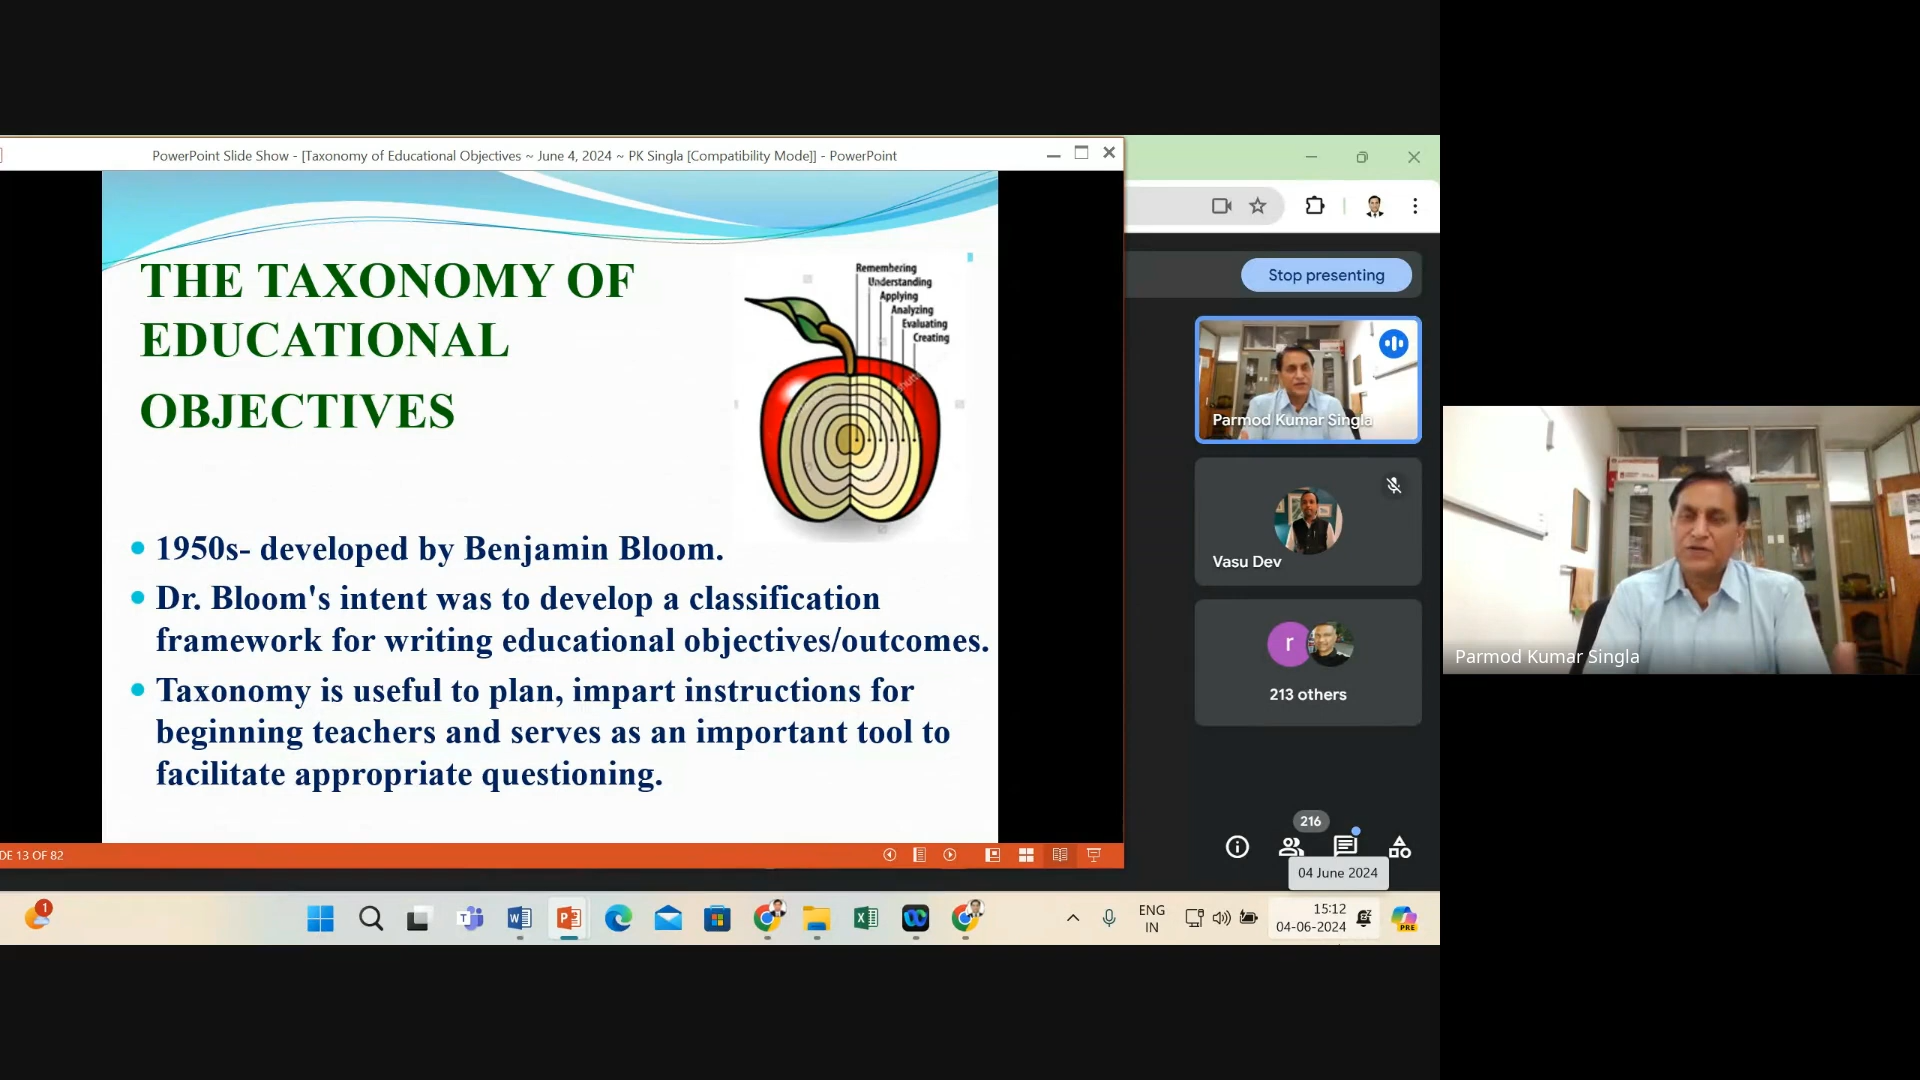 PowerPoint Slide Show - [Taxonomy of Educational Objectives ~ June 4, 2024 ~ PK Singla [Compatibility Mode]] - PowerPoint
THE TAXONOMY OF
EDUCATIONAL
OBJECTIVES
Remembering
Understanding
Applying
Analyzing
Evaluating
Creating
1950s- developed by Benjamin Bloom.
Dr. Bloom's intent was to develop a classification
framework for writing educational objectives/outcomes.
Taxonomy is useful to plan, impart instructions for
beginning teachers and serves as an important tool to
facilitate appropriate questioning.
DE 13 OF 82
Stop presenting
Parmod Kumar Singla
Vasu Dev
r
213 others
216
04 June 2024
Parmod Kumar Singla
1
ENG
IN
15:12
04-06-2024
PRE